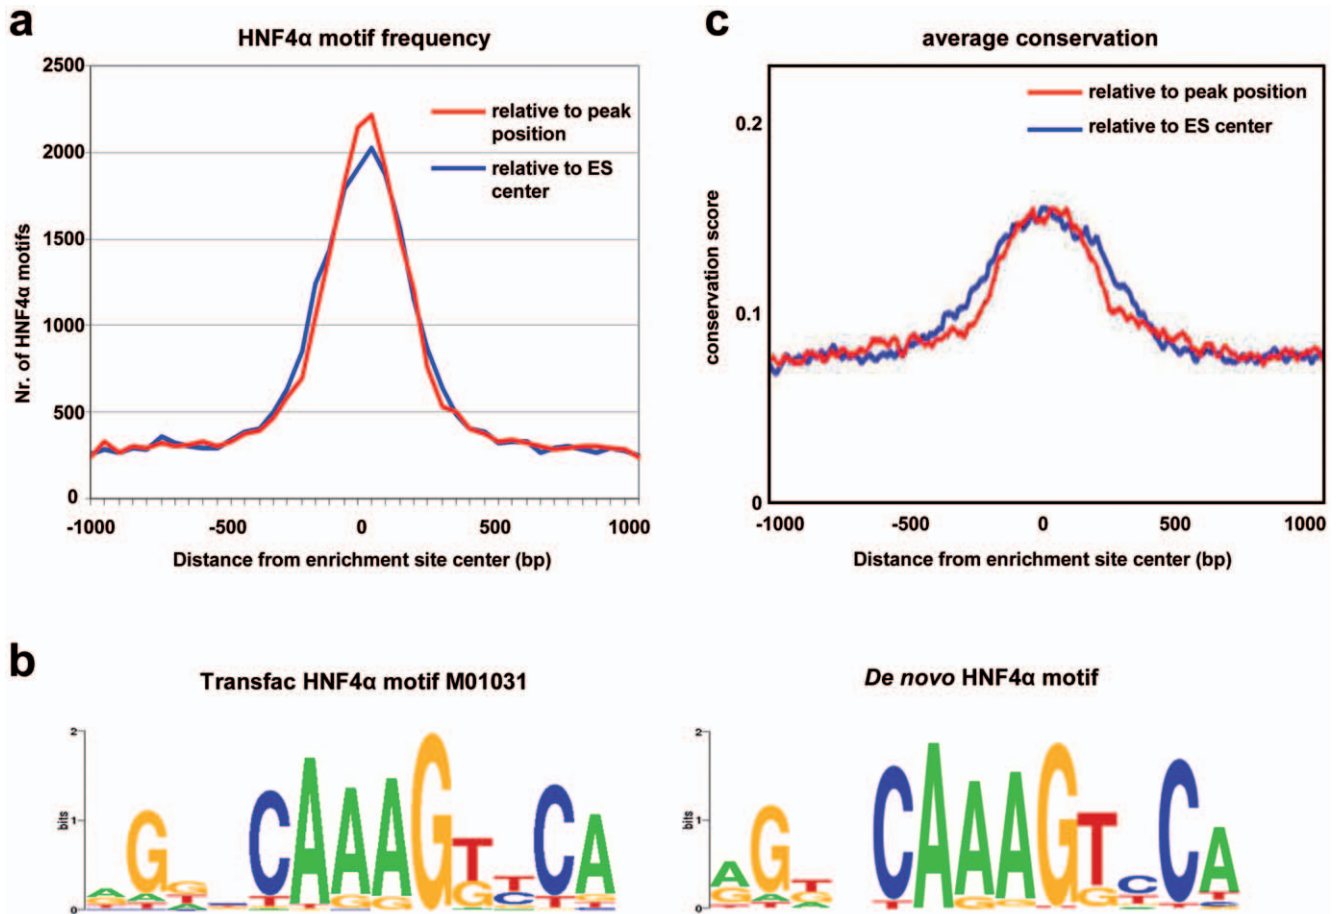 a
HNF4α motif frequency
2500
2000
1500
1000
500
0
Nr. of HNF4α motifs
relative to peak
position
relative to ES
center
-1000 -500 0 500 1000
Distance from enrichment site center (bp)
c
average conservation
relative to peak position
relative to ES center
0.2
0.1
0
conservation score
-1000 -500 0 500 1000
Distance from enrichment site center (bp)
b
Transfac HNF4α motif M01031
2
1
0
bits
G CAAAGTTCA
De novo HNF4α motif
2
1
0
bits
AGT CAAAGTCCA